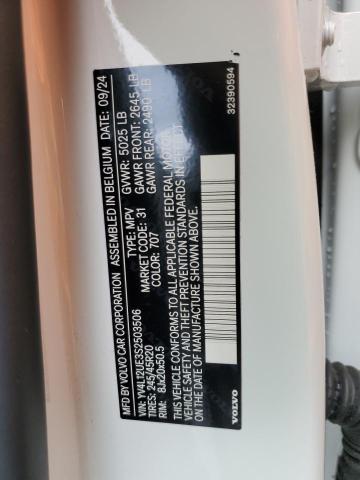 MFD BY VOLVO CAR CORPORATION ASSEMBLED IN BELGIUM DATE: 09/24
VIN: YV4L12UE3S2503506 TYPE: MPV GVWR: 5025 LB
TIRES: 245/45R20 MARKET CODE: 31 GAWR FRONT: 2645 LB
RIM: 8Jx20x50.5 COLOR: 707 GAWR REAR: 2490 LB
THIS VEHICLE CONFORMS TO ALL APPLICABLE FEDERAL MOTOR
VEHICLE SAFETY AND THEFT PREVENTION STANDARDS IN EFFECT
ON THE DATE OF MANUFACTURE SHOWN ABOVE.
VOLVO 32390594